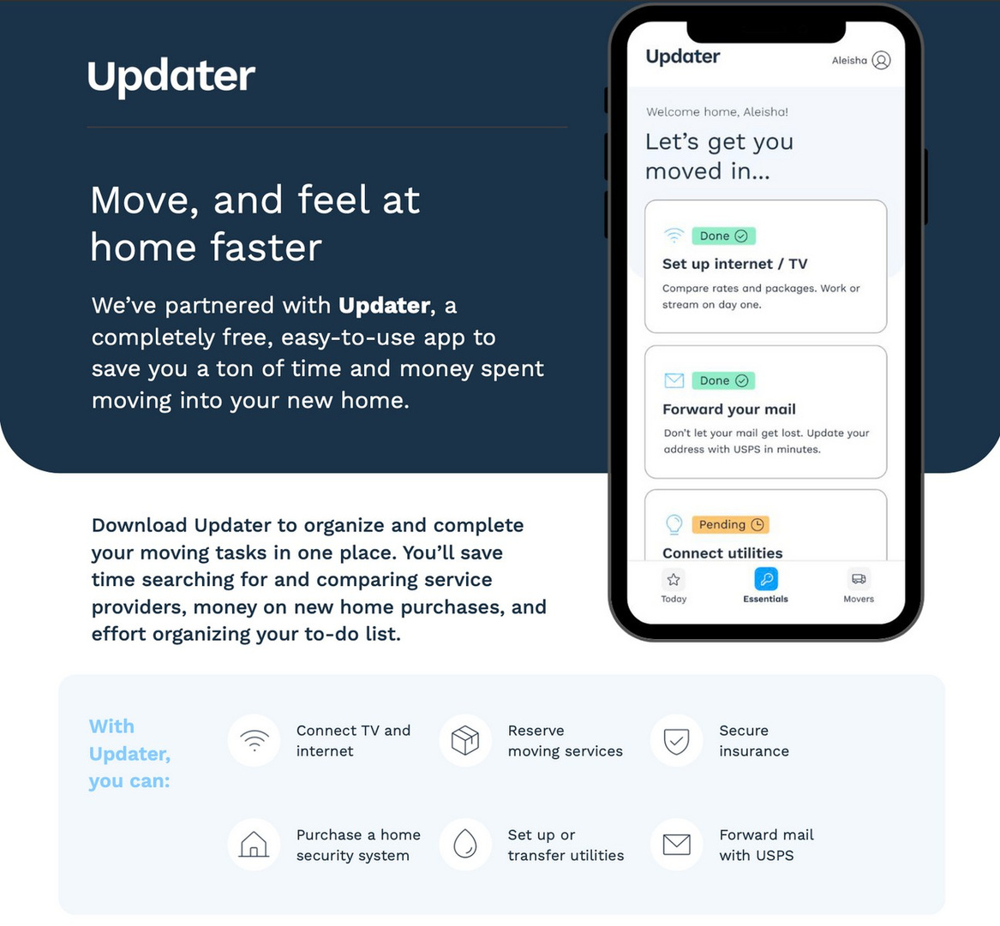 Updater
Move, and feel at
home faster
We’ve partnered with Updater, a
completely free, easy-to-use app to
save you a ton of time and money spent
moving into your new home.
Updater
Aleisha
Welcome home, Aleisha!
Let’s get you
moved in...
Done
Set up internet / TV
Compare rates and packages. Work or
stream on day one.
Done
Forward your mail
Don’t let your mail get lost. Update your
address with USPS in minutes.
Pending
Connect utilities
Today
Essentials
Movers
Download Updater to organize and complete
your moving tasks in one place. You’ll save
time searching for and comparing service
providers, money on new home purchases, and
effort organizing your to-do list.
With
Updater,
you can:
Connect TV and
internet
Reserve
moving services
Secure
insurance
Purchase a home
security system
Set up or
transfer utilities
Forward mail
with USPS